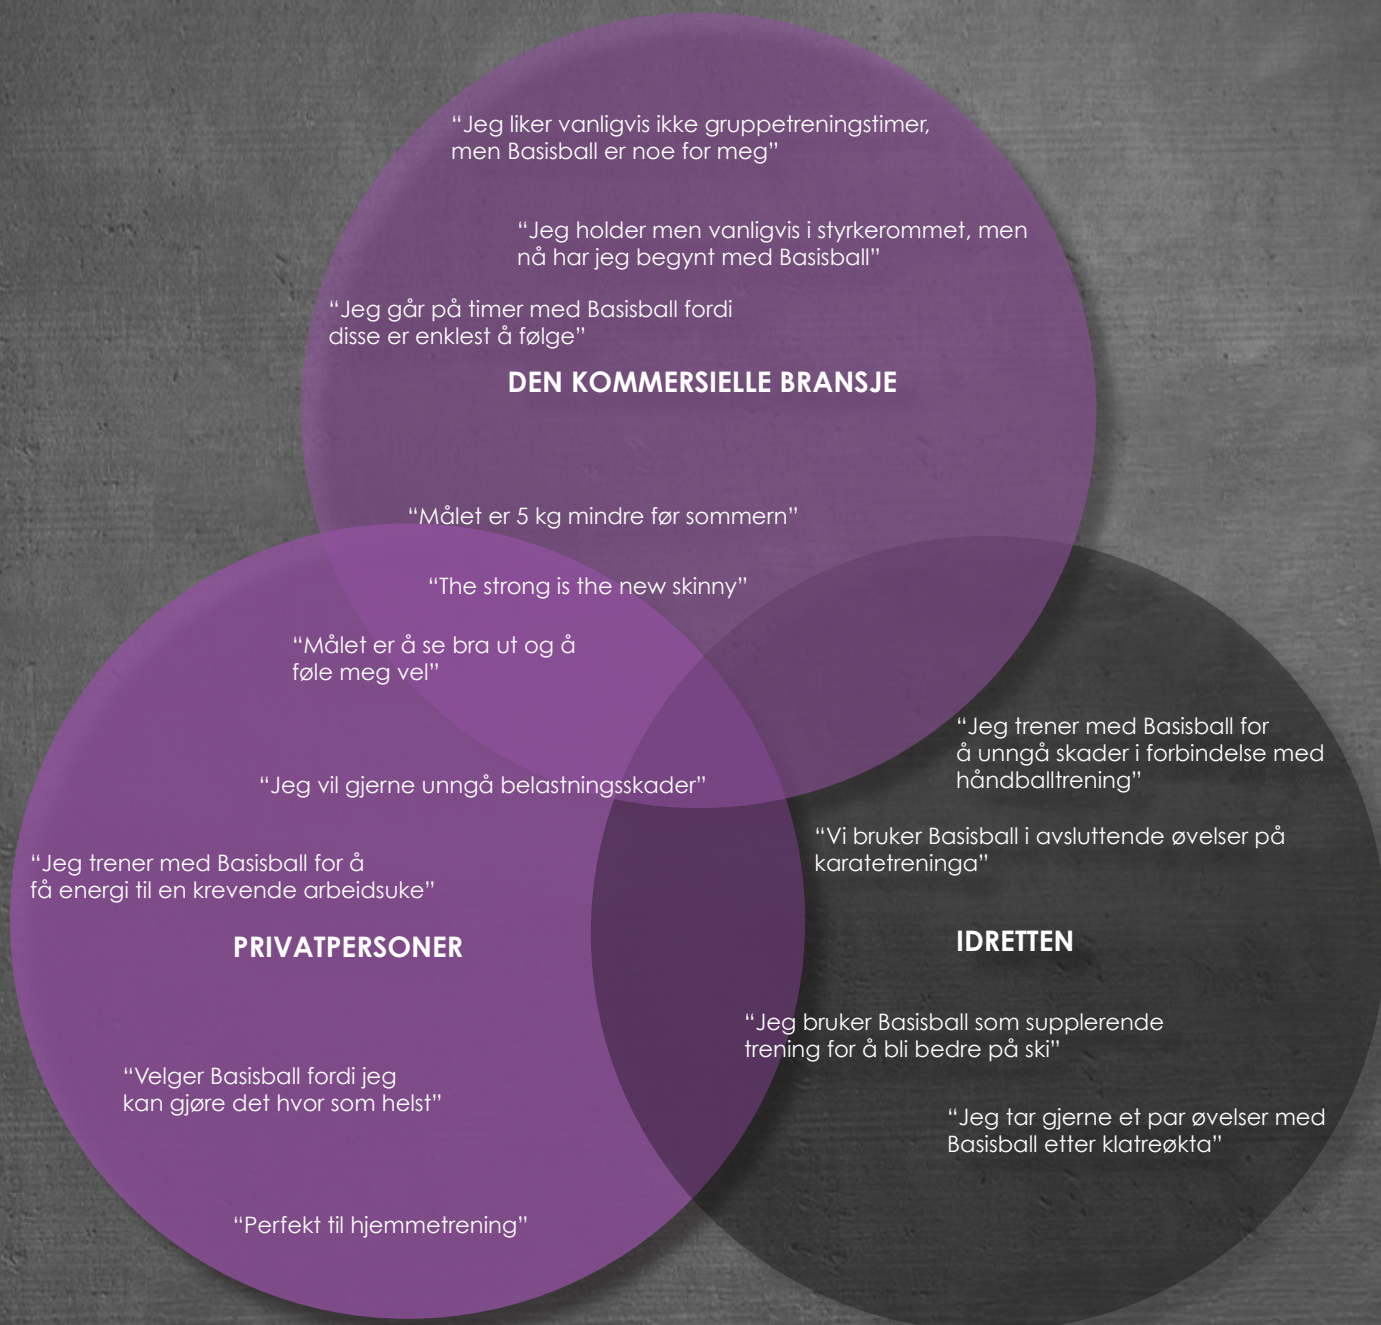 “Jeg liker vanligvis ikke gruppetreningstimer,
men Basisball er noe for meg”
“Jeg holder men vanligvis i styrkerommet, men
nå har jeg begynt med Basisball”
“Jeg går på timer med Basisball fordi
disse er enklest å følge”
DEN KOMMERSIELLE BRANSJE
“Målet er 5 kg mindre før sommern”
“The strong is the new skinny”
“Målet er å se bra ut og å
føle meg vel”
“Jeg vil gjerne unngå belastningsskader”
“Jeg trener med Basisball for å
få energi til en krevende arbeidsuke”
PRIVATPERSONER
“Velger Basisball fordi jeg
kan gjøre det hvor som helst”
“Perfekt til hjemmetrening”
“Jeg trener med Basisball for
å unngå skader i forbindelse med
håndballtrening”
“Vi bruker Basisball i avsluttende øvelser på
karatetreninga”
IDRETTEN
“Jeg bruker Basisball som supplerende
trening for å bli bedre på ski”
“Jeg tar gjerne et par øvelser med
Basisball etter klatreøkta”